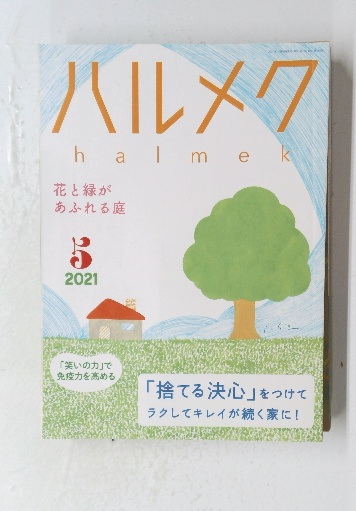 ハルメク
halmek
花と緑が
あふれる庭
5
2021
「笑いの力」で
免疫力を高める
「捨てる決心」をつけて
ラクしてキレイが続く家に!